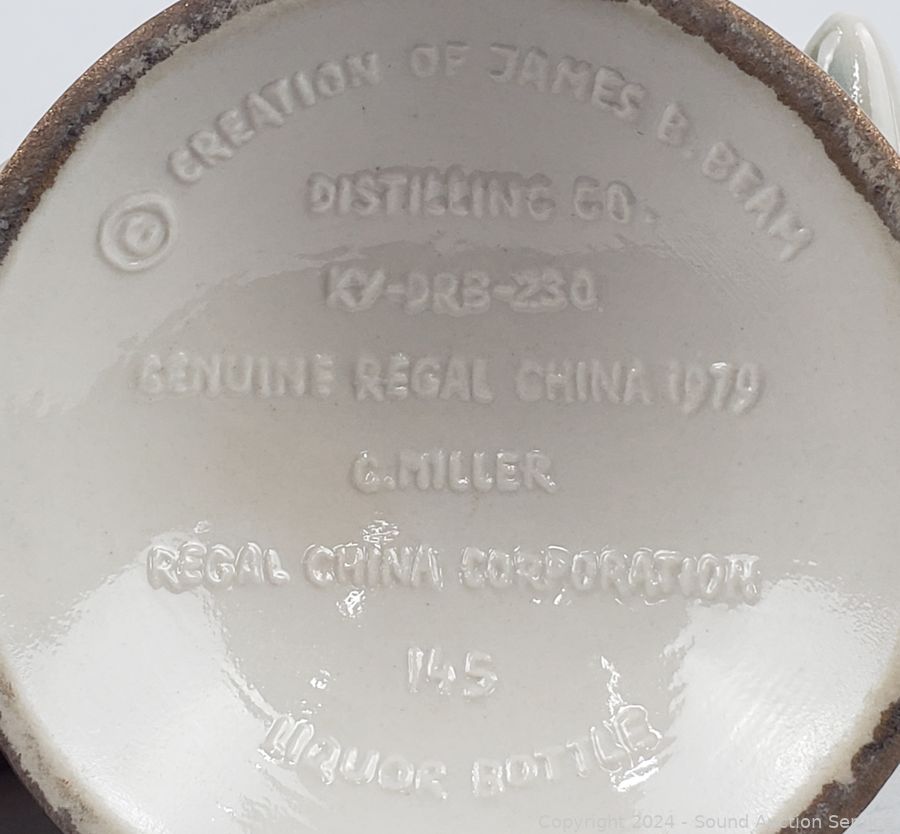 © CREATION OF JAMES B. BEAM
DISTILLING CO.
KY-DRB-230
GENUINE REGAL CHINA 1979
C. MILLER
REGAL CHINA CORPORATION
145
LIQUOR BOTTLE
Copyright 2024 - Sound Auction Service